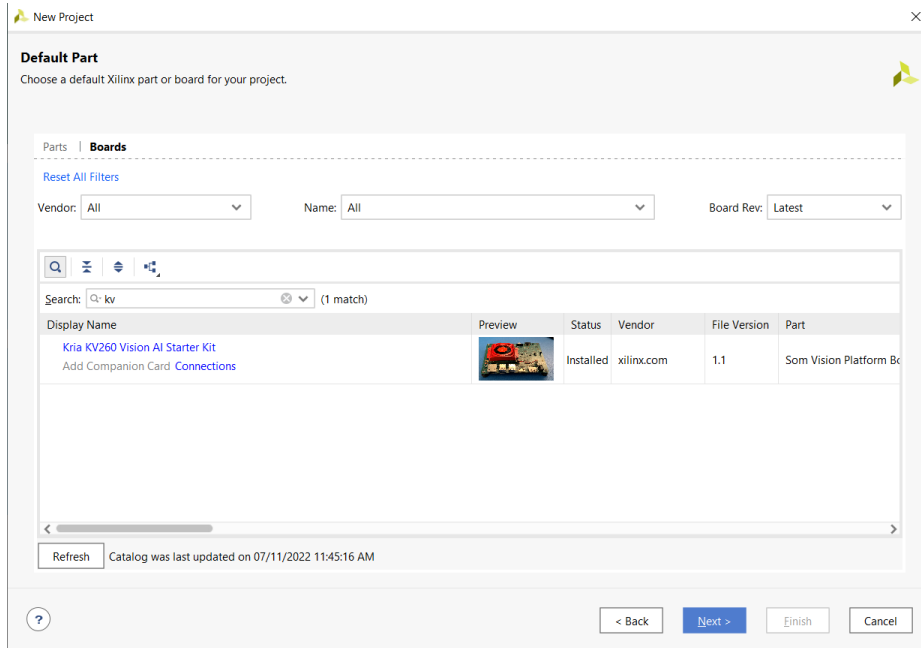 New Project
Default Part
Choose a default Xilinx part or board for your project.
Parts | Boards
Reset All Filters
Vendor: All Name: All Board Rev: Latest
Search: kv (1 match)
Display Name Preview Status Vendor File Version Part
Kria KV260 Vision AI Starter Kit
Add Companion Card Connections
Installed xilinx.com 1.1 Som Vision Platform Bo
Refresh Catalog was last updated on 07/11/2022 11:45:16 AM
? < Back Next > Finish Cancel